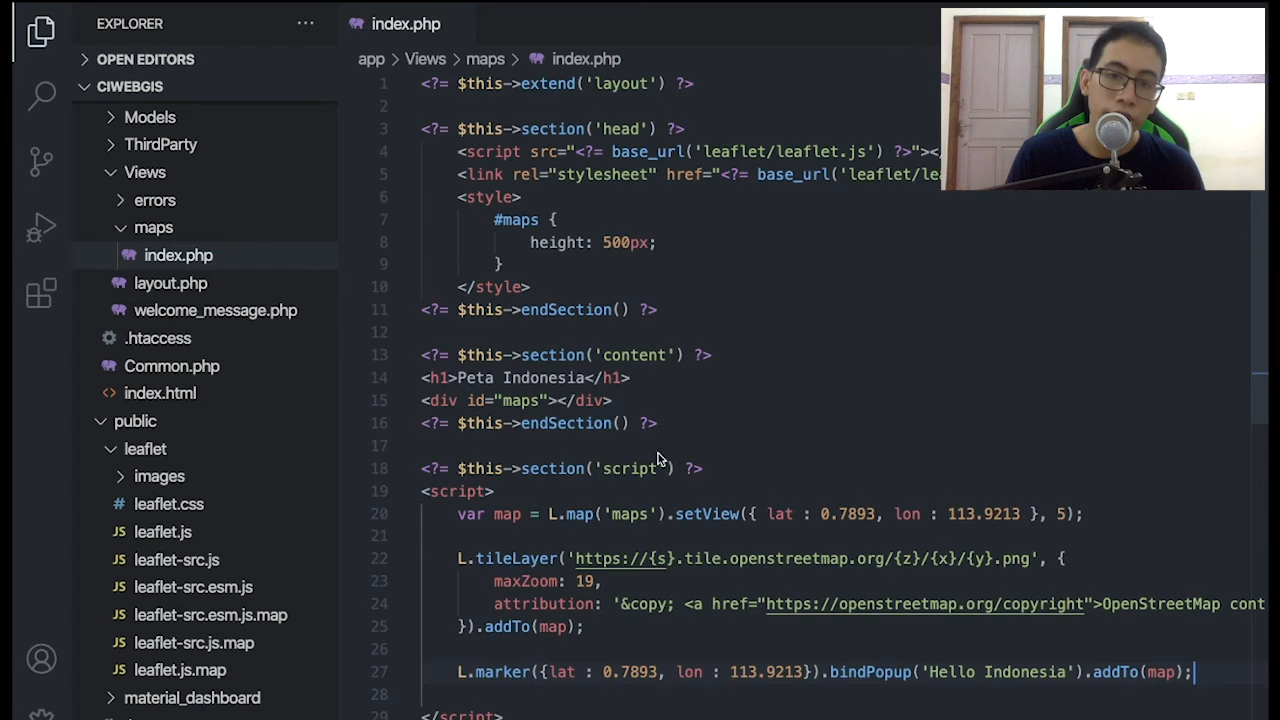 EXPLORER
OPEN EDITORS
CIWEBGIS
Models
ThirdParty
Views
errors
maps
index.php
layout.php
welcome_message.php
.htaccess
Common.php
index.html
public
leaflet
images
# leaflet.css
JS leaflet.js
JS leaflet-src.js
JS leaflet-src.esm.js
JS leaflet-src.esm.js.map
JS leaflet-src.js.map
JS leaflet.js.map
material_dashboard
index.php
app > Views > maps > index.php
1 <?= $this->extend('layout') ?>
2
3 <?= $this->section('head') ?>
4 <script src="<?= base_url('leaflet/leaflet.js') ?>"><
5 <link rel="stylesheet" href="<?= base_url('leaflet/le
6 <style>
7 #maps {
8 height: 500px;
9 }
10 </style>
11 <?= $this->endSection() ?>
12
13 <?= $this->section('content') ?>
14 <h1>Peta Indonesia</h1>
15 <div id="maps"></div>
16 <?= $this->endSection() ?>
17
18 <?= $this->section('script') ?>
19 <script>
20 var map = L.map('maps').setView({ lat : 0.7893, lon : 113.9213 }, 5);
21
22 L.tileLayer('https://{s}.tile.openstreetmap.org/{z}/{x}/{y}.png', {
23 maxZoom: 19,
24 attribution: '&copy; <a href="https://openstreetmap.org/copyright">OpenStreetMap cont
25 }).addTo(map);
26
27 L.marker({lat : 0.7893, lon : 113.9213}).bindPopup('Hello Indonesia').addTo(map);
28
29 </script>